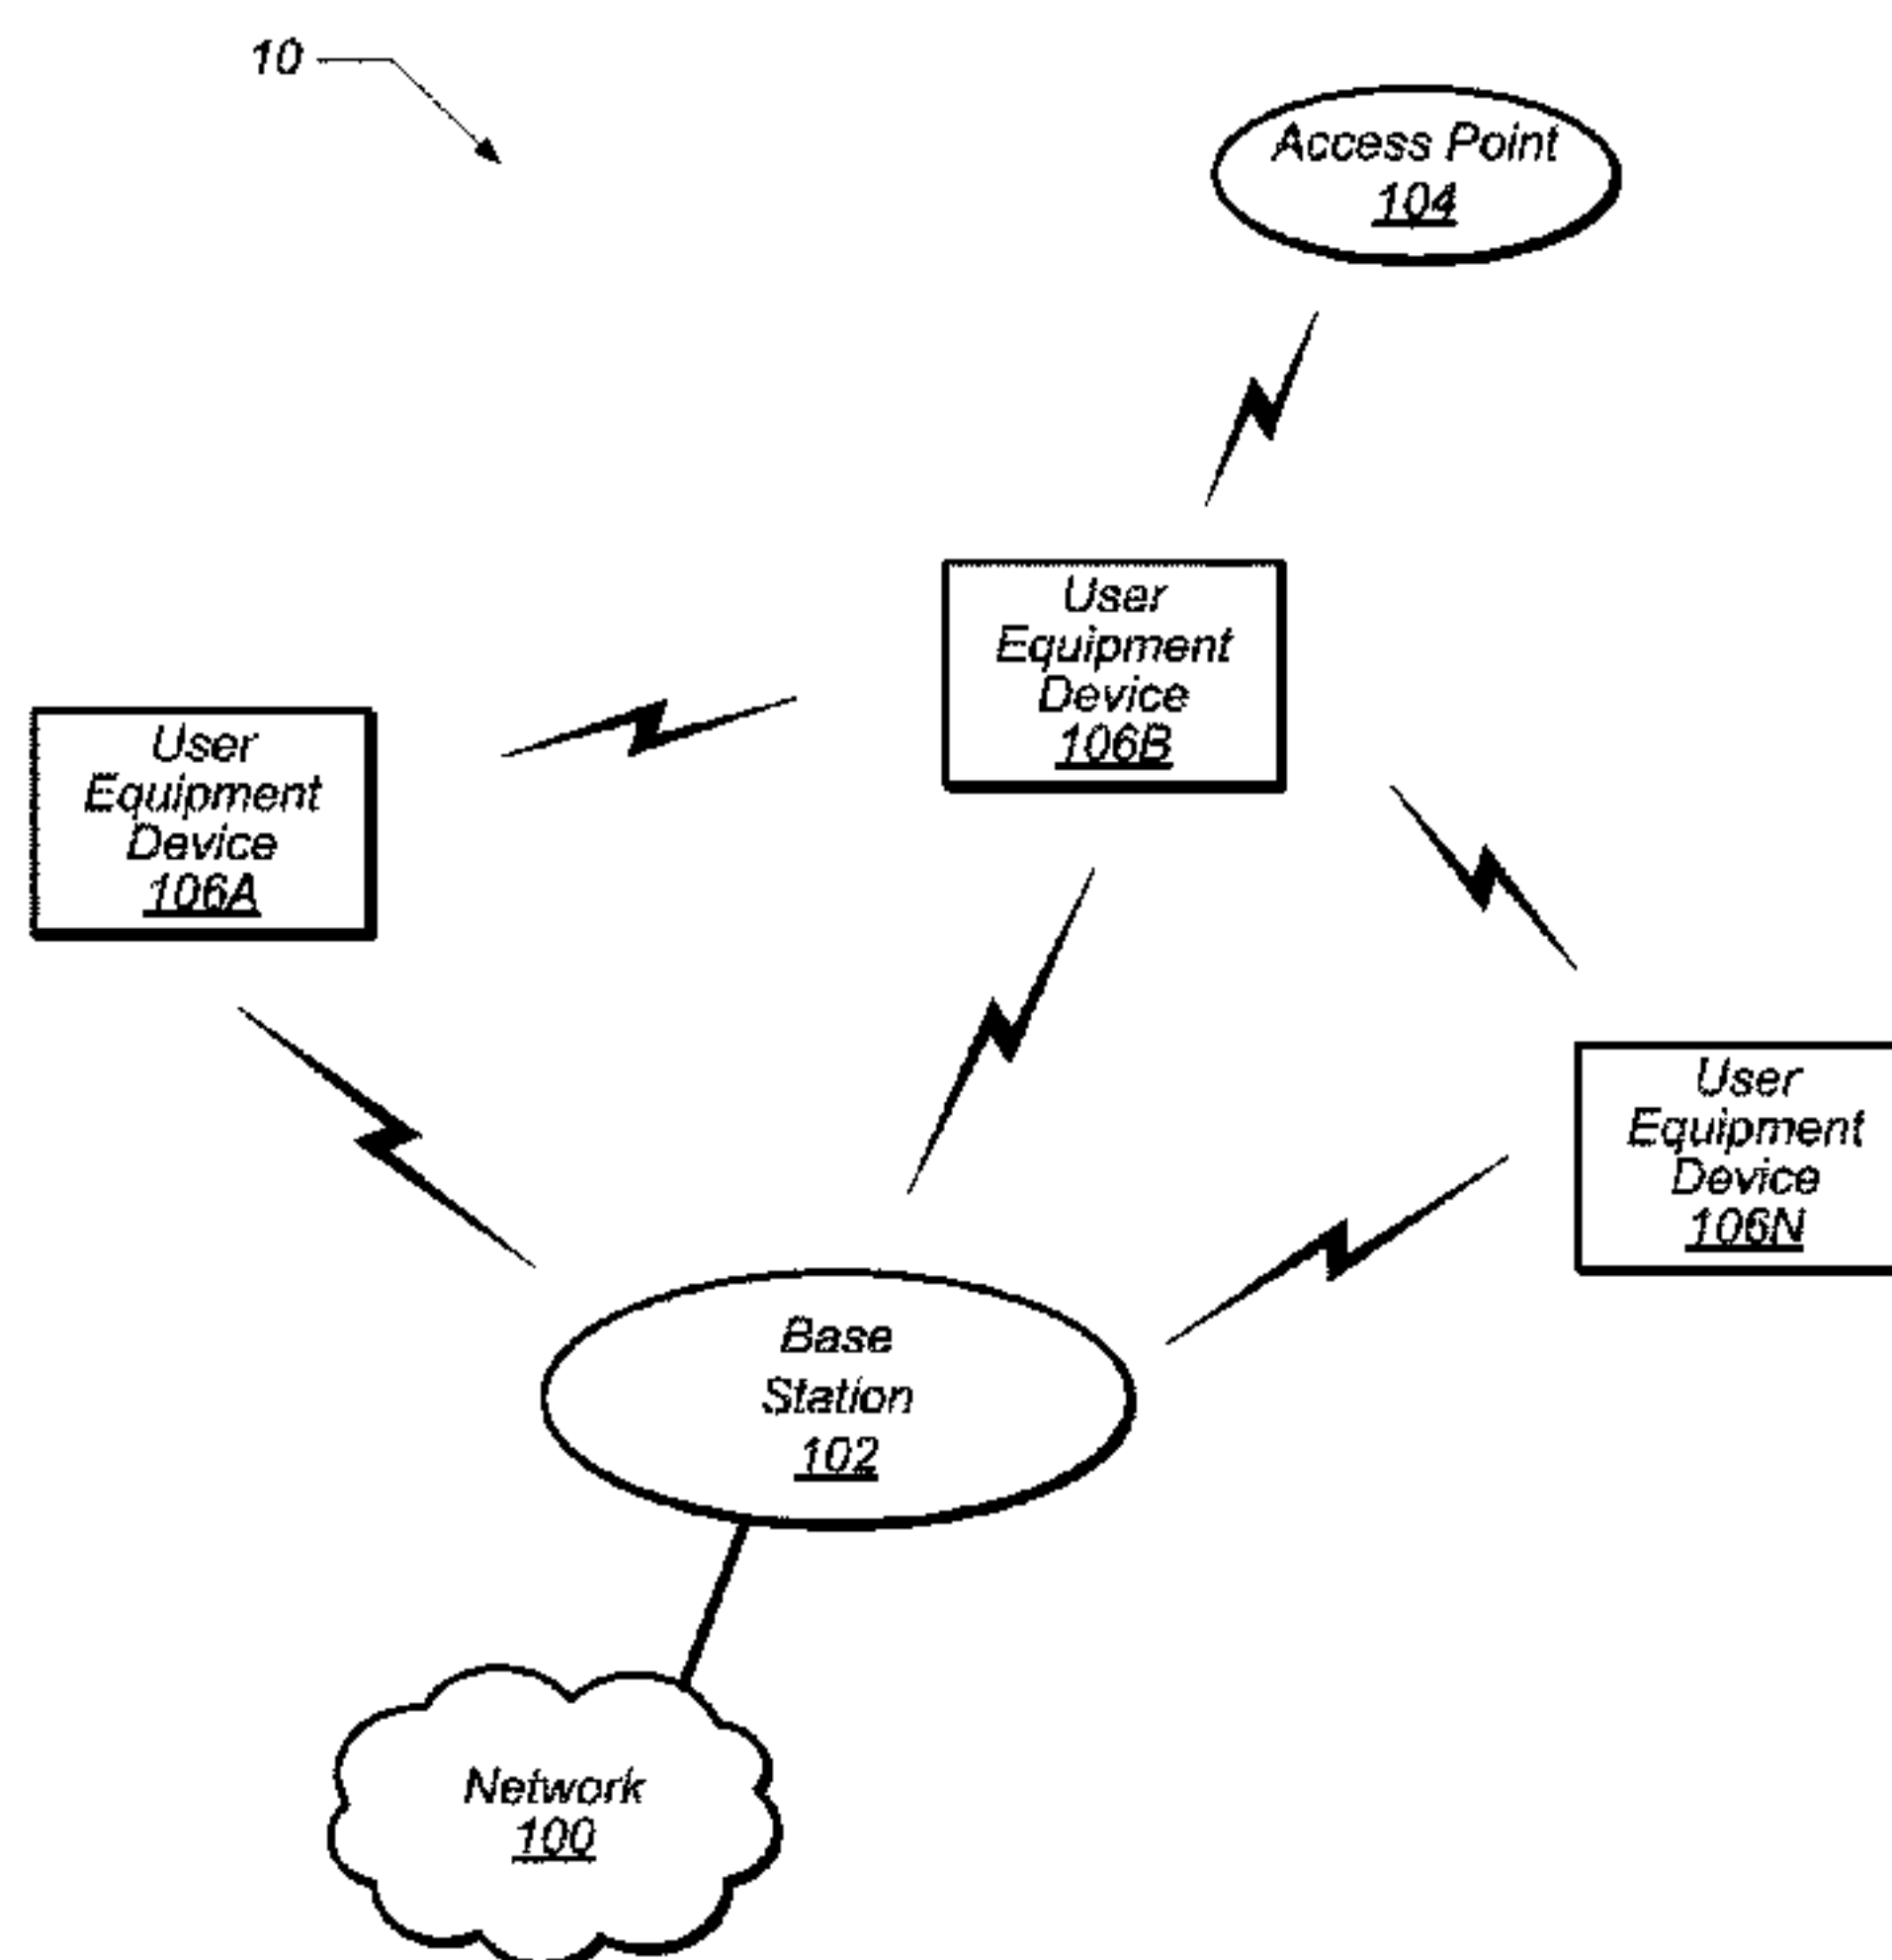 10
Access Point
104
User
Equipment
Device
106B
User
Equipment
Device
106A
User
Equipment
Device
106N
Base
Station
102
Network
100